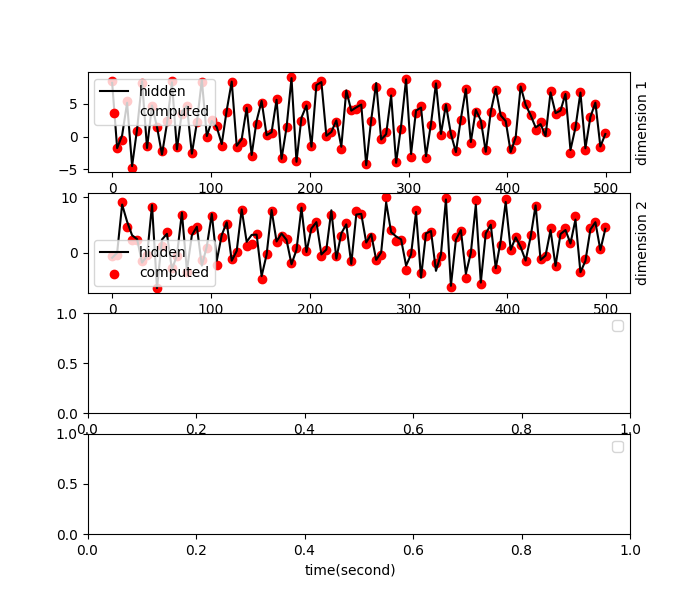 hidden
computed
5
0
−5
0 100 200 300 400 500
dimension 1
10
0
hidden
computed
0 100 200 300 400 500
dimension 2
1.0
0.5
0.0
0.0 0.2 0.4 0.6 0.8 1.0
1.0
0.5
0.0
0.0 0.2 0.4 0.6 0.8 1.0
time(second)